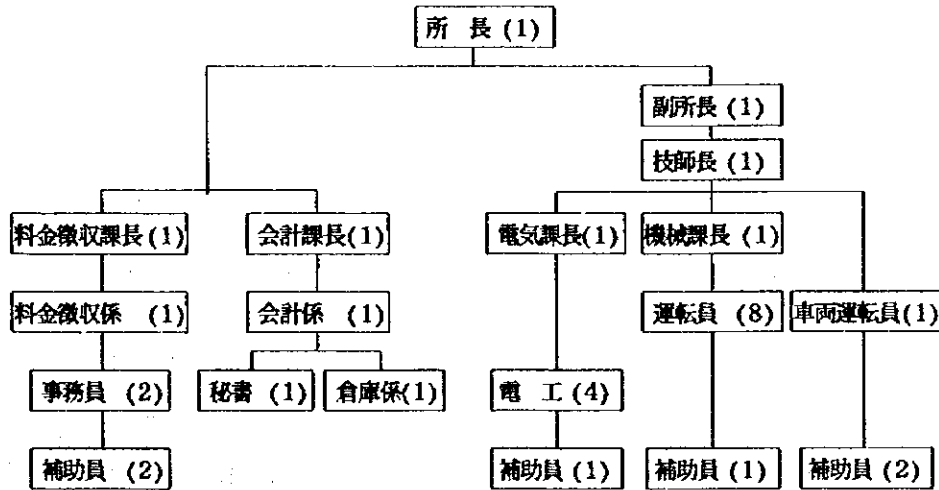 所 長 (1)
副所長 (1)
技師長 (1)
料金徴収課長(1) 会計課長(1) 電気課長(1) 機械課長 (1)
料金徴収係 (1) 会計係 (1) 運転員 (8) 車両運転員(1)
事務員 (2) 秘書 (1) 倉庫係(1) 電 工 (4)
補助員 (2) 補助員 (1) 補助員 (1) 補助員 (2)